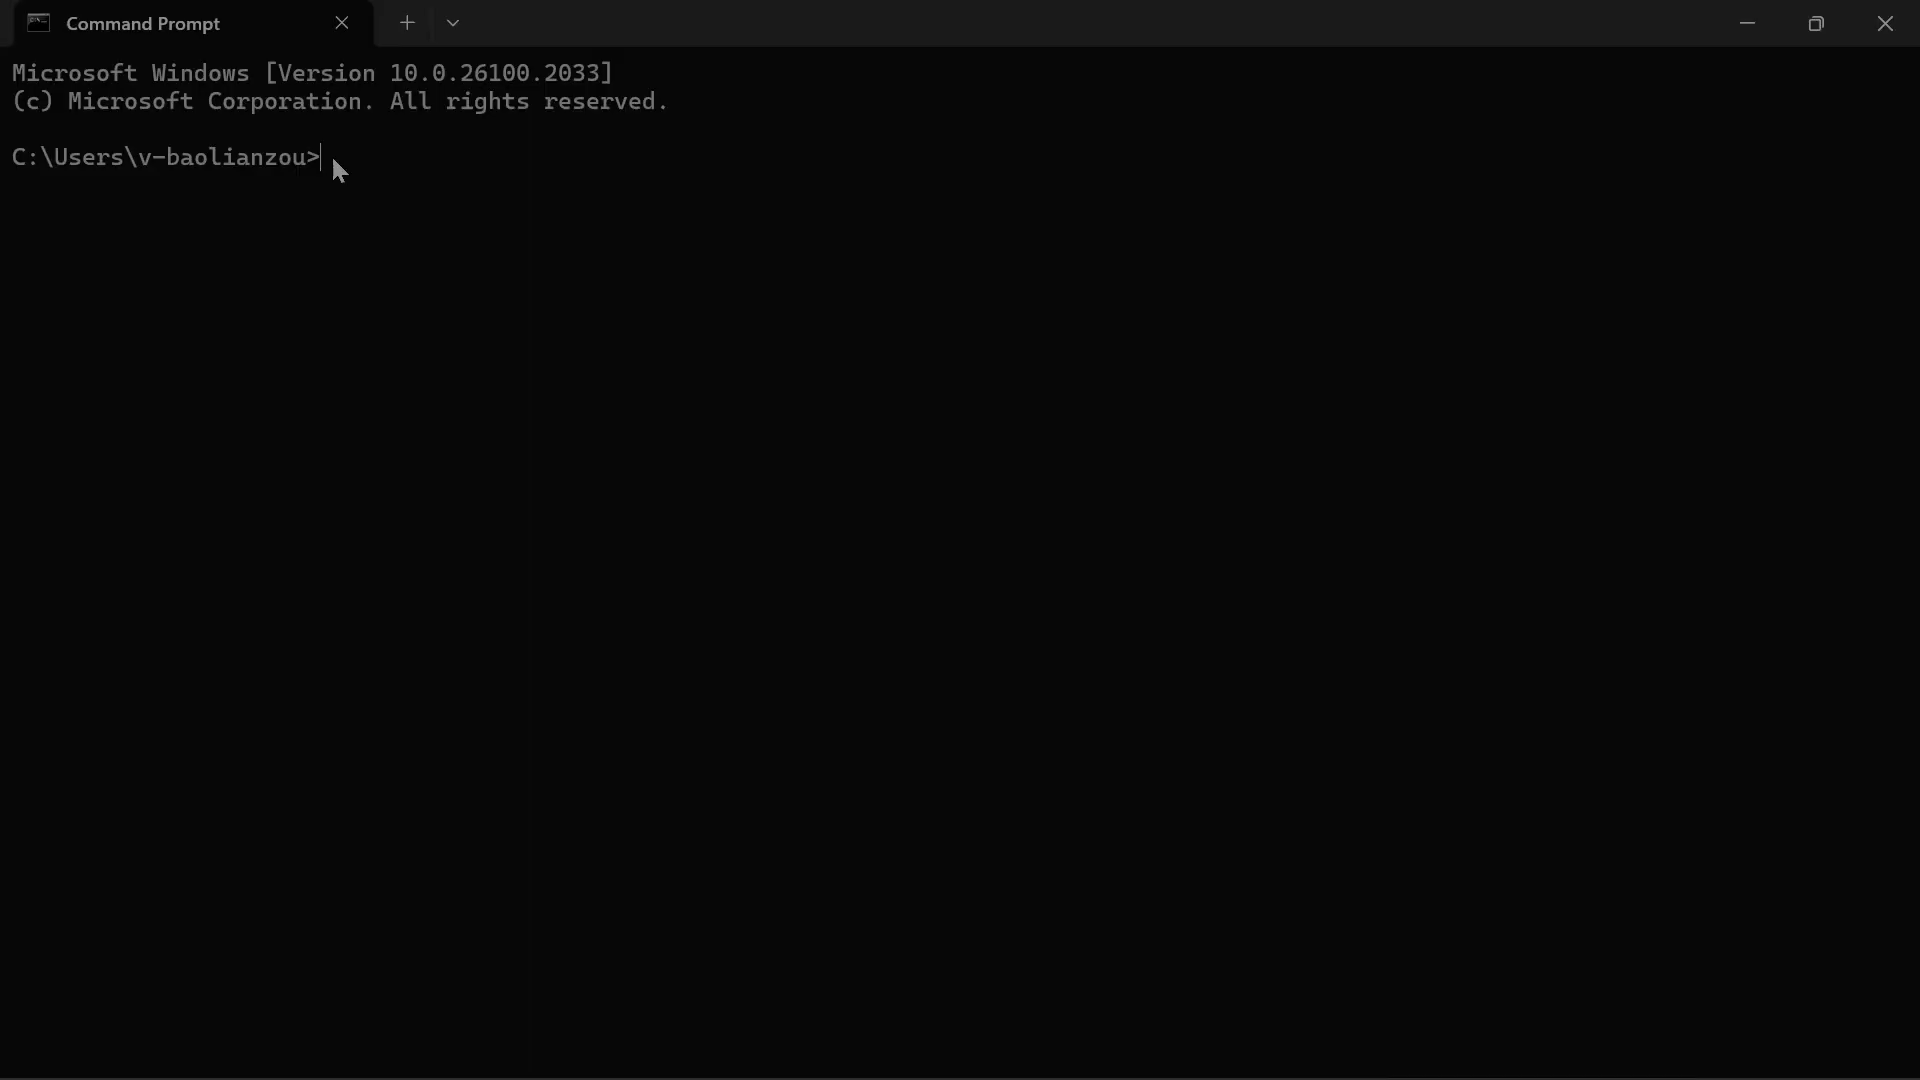 Command Prompt
Microsoft Windows [Version 10.0.26100.2033]
(c) Microsoft Corporation. All rights reserved.
C:\Users\v-baolianzou>